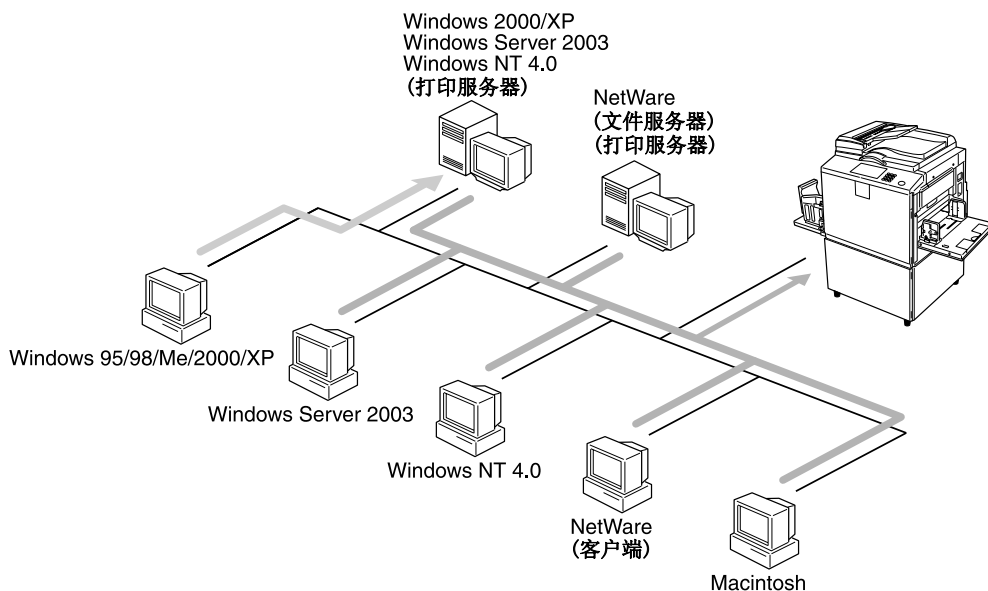 Windows 2000/XP
Windows Server 2003
Windows NT 4.0
(打印服务器)
NetWare
(文件服务器)
(打印服务器)
Windows 95/98/Me/2000/XP
Windows Server 2003
Windows NT 4.0
NetWare
(客户端)
Macintosh